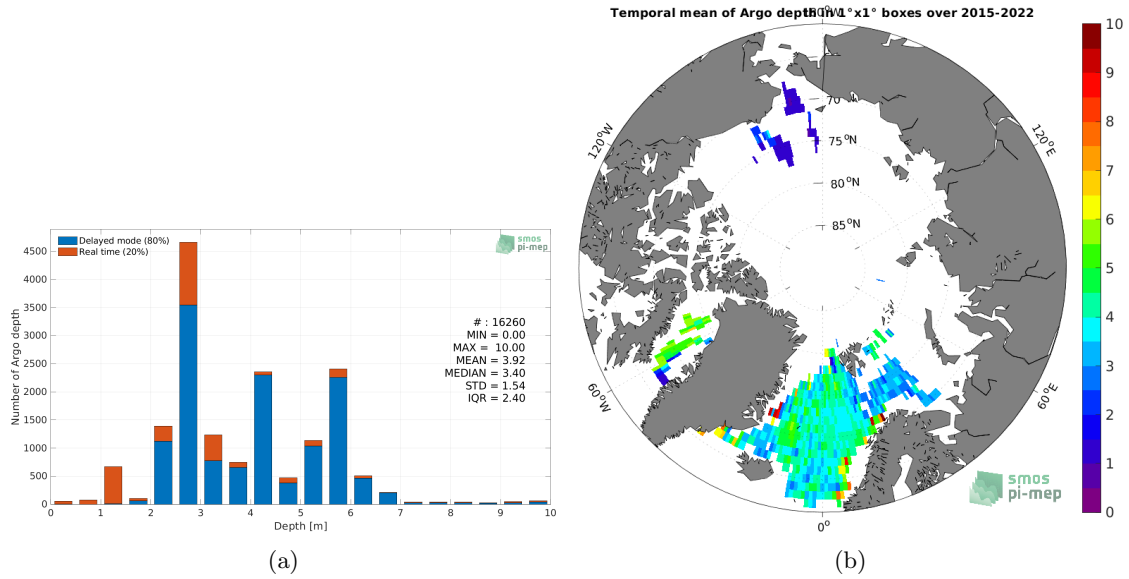 Delayed mode (80%)
Real time (20%)
smos
pi-mep
Number of Argo depth
4500
4000
3500
3000
2500
2000
1500
1000
500
0
# : 16260
MIN = 0.00
MAX = 10.00
MEAN = 3.92
MEDIAN = 3.40
STD = 1.54
IQR = 2.40
0 1 2 3 4 5 6 7 8 9 10
Depth [m]
(a)
Temporal mean of Argo depth in 1°x1° boxes over 2015-2022
180°W
120°W
120°E
70°N
75°N
80°N
85°N
60°W
60°E
0°
smos
pi-mep
10
9
8
7
6
5
4
3
2
1
0
(b)